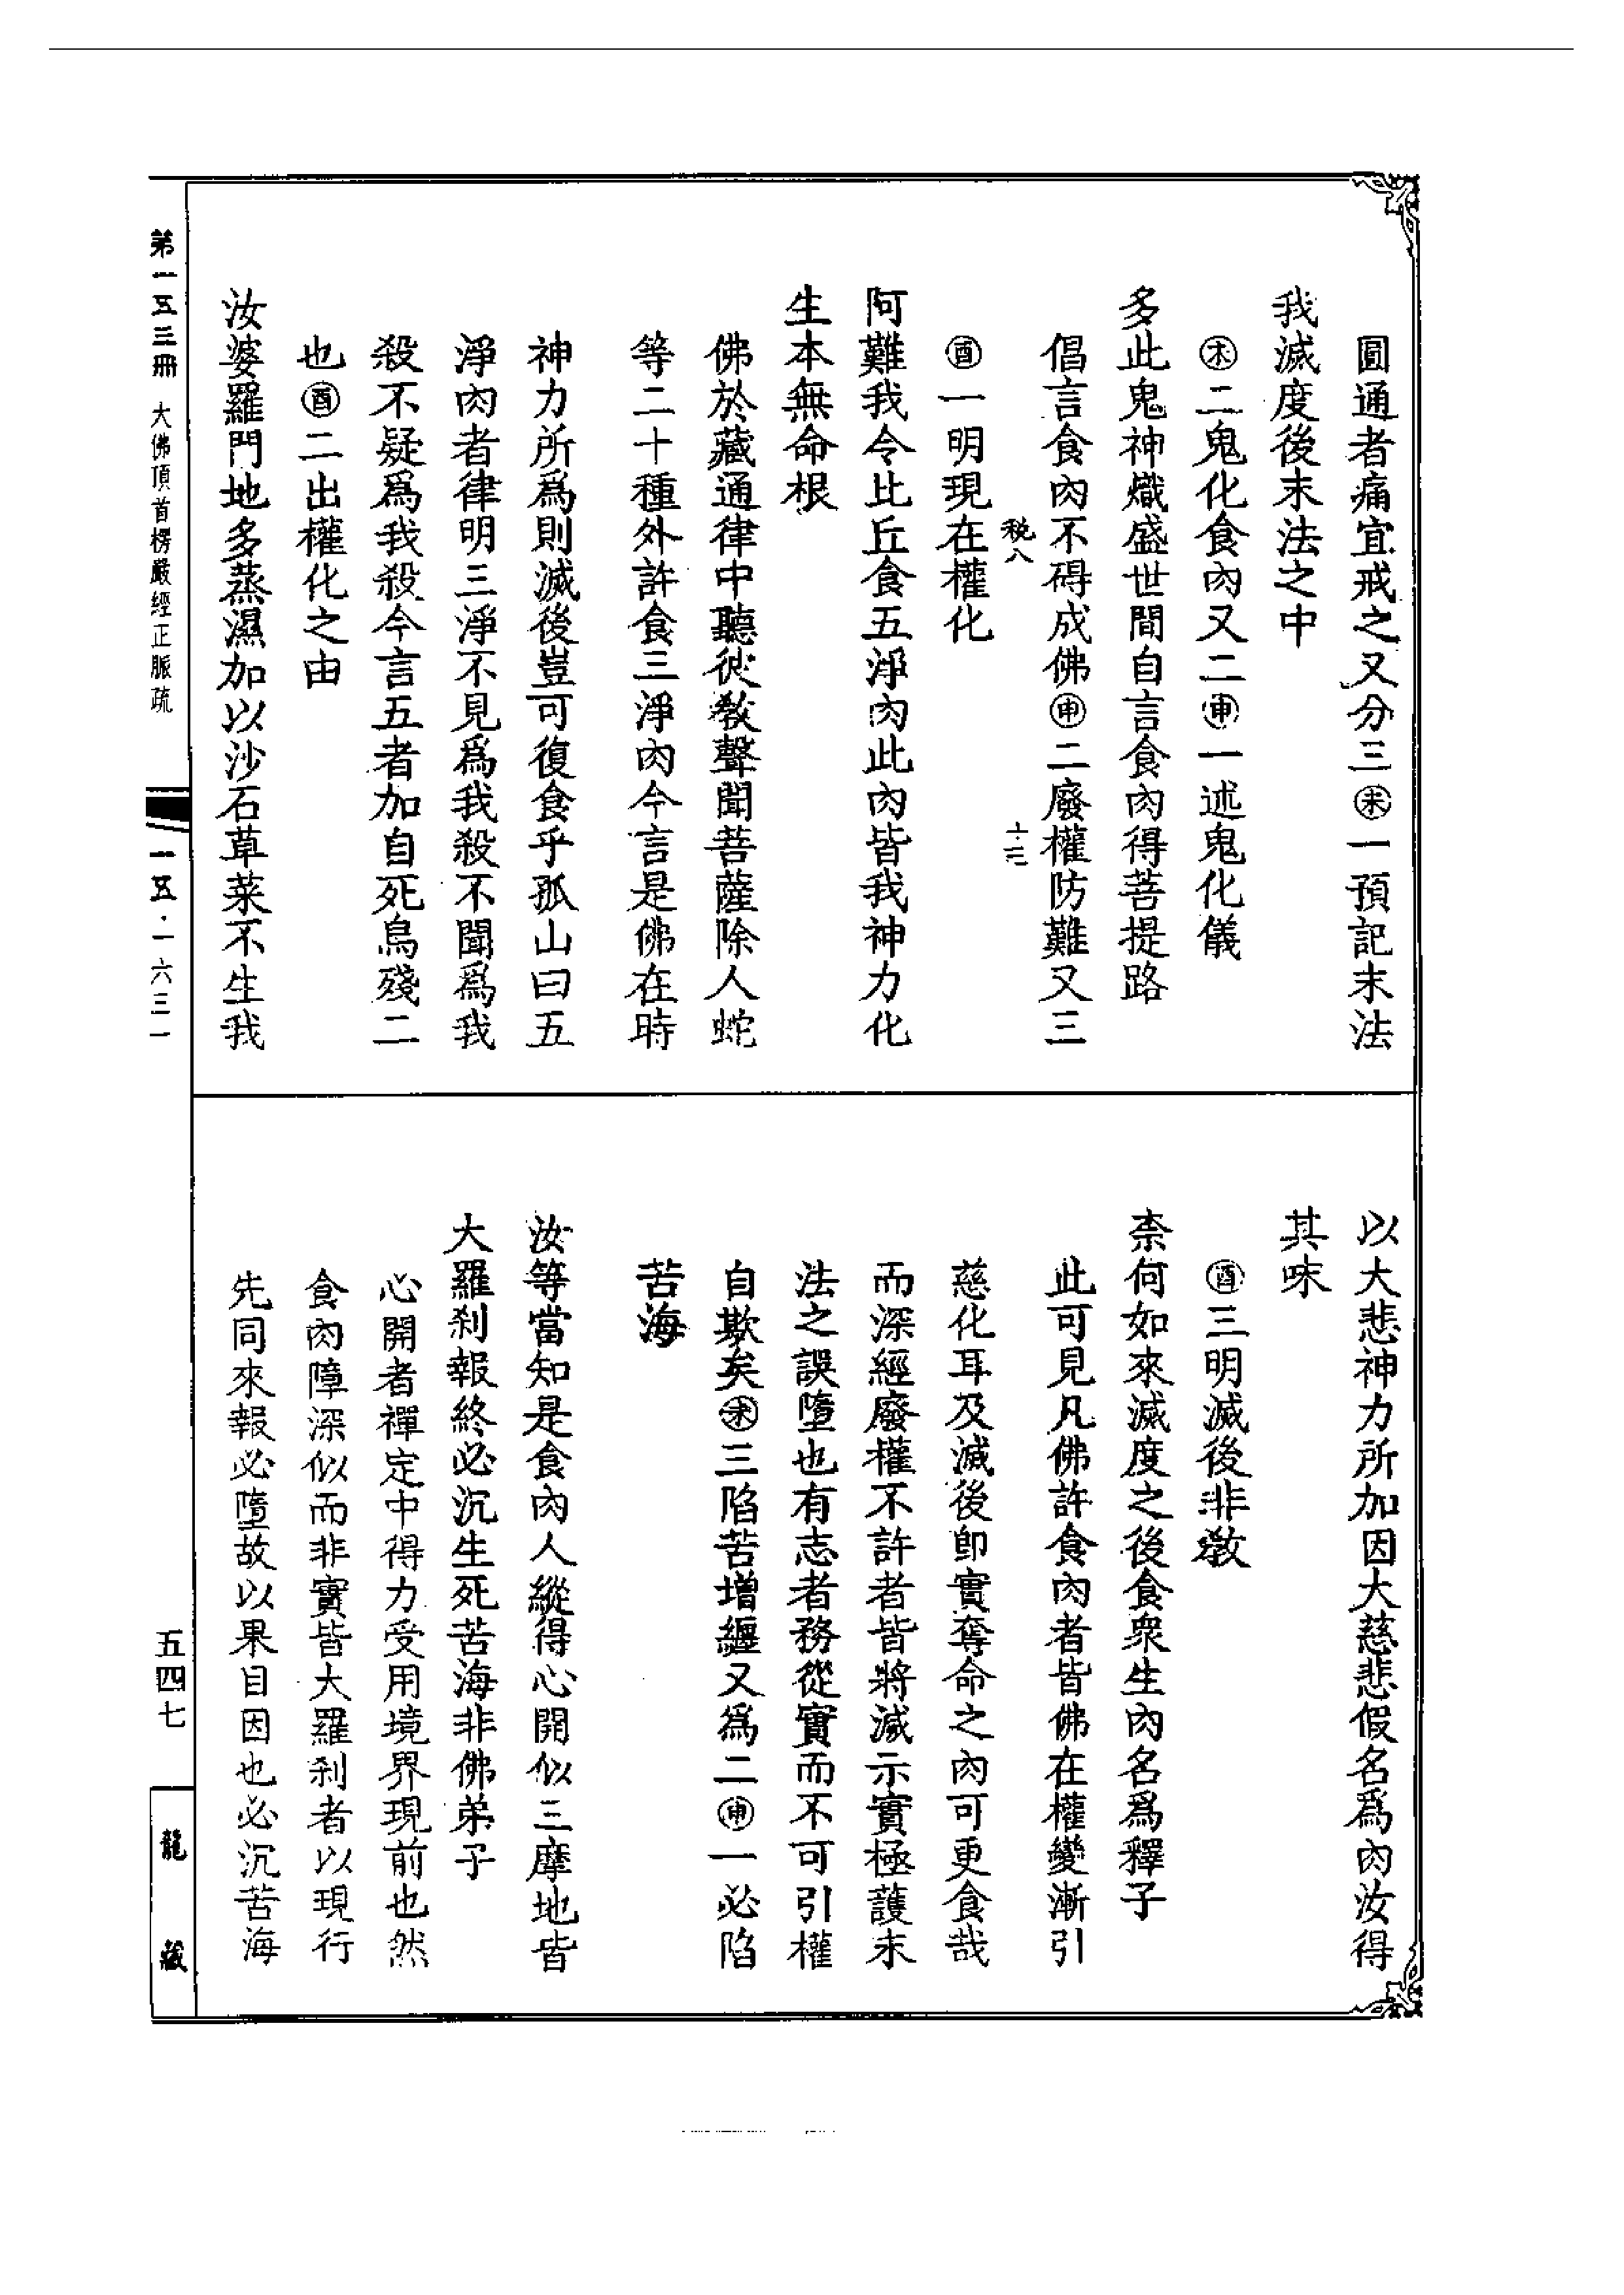 圓通者痛宜戒之又分三㊍一預記末法
我滅度後末法之中
㊍二鬼化食肉又二㊥一述鬼化儀
多此鬼神熾盛世間自言食肉得菩提路
倡言食肉不碍成佛㊥二廢權防難又三
税八
十三
酉一明現在權化
阿難我令比丘食五淨肉此肉皆我神力化
生本無命根
佛於藏通律中聽彼教聲聞菩薩除人蛇
等二十種外許食三淨肉今言是佛在時
神力所爲則滅後豈可復食乎孤山曰五
淨肉者律明三淨不見爲我殺不聞爲我
殺不疑爲我殺今言五者加自死鳥殘二
也酉二出權化之由
汝婆羅門地多蒸濕加以沙石草菜不生我
以大悲神力所加因大慈悲假名爲肉汝得
其味
酉三明滅後非教
柰何如來滅度之後食衆生肉名爲釋子
此可見凡佛許食肉者皆佛在權變漸引
慈化耳及滅後卽實奪命之肉可更食哉
而深經廢權不許者皆將滅示實極護末
法之誤墮也有志者務從實而不可引權
自欺矣未三陷苦增纏又爲二申一必陷
苦海
汝等當知是食肉人縱得心開似三摩地皆
大羅刹報終必沉生死苦海非佛弟子
心開者禪定中得力受用境界現前也然
食肉障深似而非實皆大羅刹者以現行
先同來報必墮故以果目因也必沉苦海
第一五三冊 大佛頂首楞嚴經正脈疏
一五·一六三一
五四七
龍藏